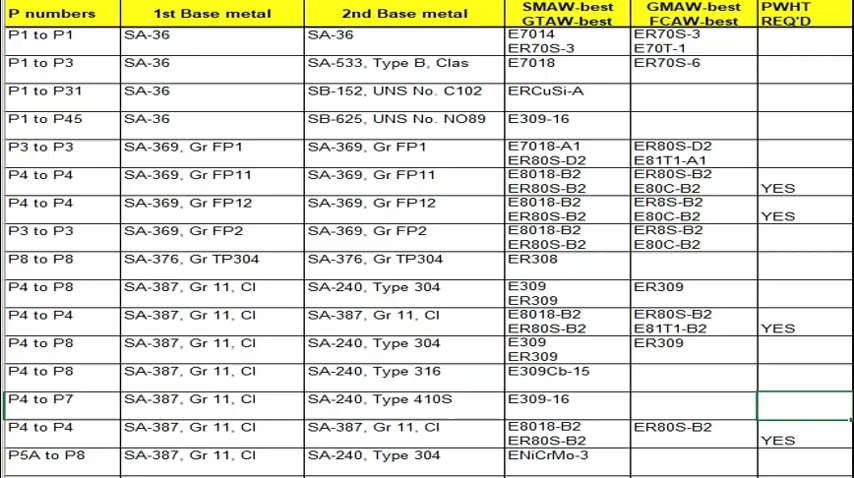 P numbers 1st Base metal 2nd Base metal SMAW-best GMAW-best PWHT
GTAW-best FCAW-best REQ'D
P1 to P1 SA-36 SA-36 E7014 ER70S-3
ER70S-3 E70T-1
P1 to P3 SA-36 SA-533, Type B, Clas E7018 ER70S-6
P1 to P31 SA-36 SB-152, UNS No. C102 ERCuSi-A
P1 to P45 SA-36 SB-625, UNS No. NO89 E309-16
P3 to P3 SA-369, Gr FP1 SA-369, Gr FP1 E7018-A1 ER80S-D2
ER80S-D2 E81T1-A1
P4 to P4 SA-369, Gr FP11 SA-369, Gr FP11 E8018-B2 ER80S-B2
ER80S-B2 E80C-B2 YES
P4 to P4 SA-369, Gr FP12 SA-369, Gr FP12 E8018-B2 ER8S-B2
ER80S-B2 E80C-B2 YES
P3 to P3 SA-369, Gr FP2 SA-369, Gr FP2 E8018-B2 ER8S-B2
ER80S-B2 E80C-B2
P8 to P8 SA-376, Gr TP304 SA-376, Gr TP304 ER308
P4 to P8 SA-387, Gr 11, Cl SA-240, Type 304 E309 ER309
ER309
P4 to P4 SA-387, Gr 11, Cl SA-387, Gr 11, Cl E8018-B2 ER80S-B2
ER80S-B2 E81T1-B2 YES
P4 to P8 SA-387, Gr 11, Cl SA-240, Type 304 E309 ER309
ER309
P4 to P8 SA-387, Gr 11, Cl SA-240, Type 316 E309Cb-15
P4 to P7 SA-387, Gr 11, Cl SA-240, Type 410S E309-16
P4 to P4 SA-387, Gr 11, Cl SA-387, Gr 11, Cl E8018-B2 ER80S-B2
ER80S-B2 YES
P5A to P8 SA-387, Gr 11, Cl SA-240, Type 304 ENiCrMo-3